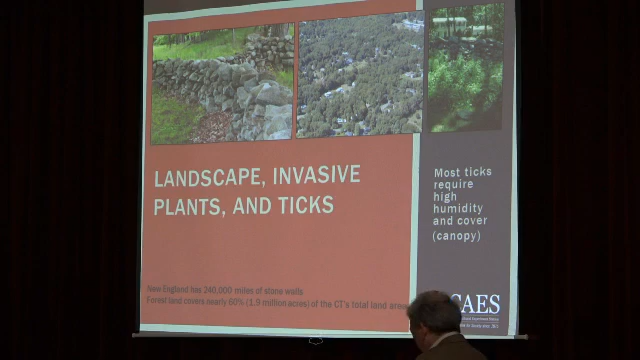 LANDSCAPE, INVASIVE
PLANTS, AND TICKS
Most ticks
require
high
humidity
and cover
(canopy)
New England has 240,000 miles of stone walls
Forest land covers nearly 60% (1.9 million acres) of the CT's total land area
CAES